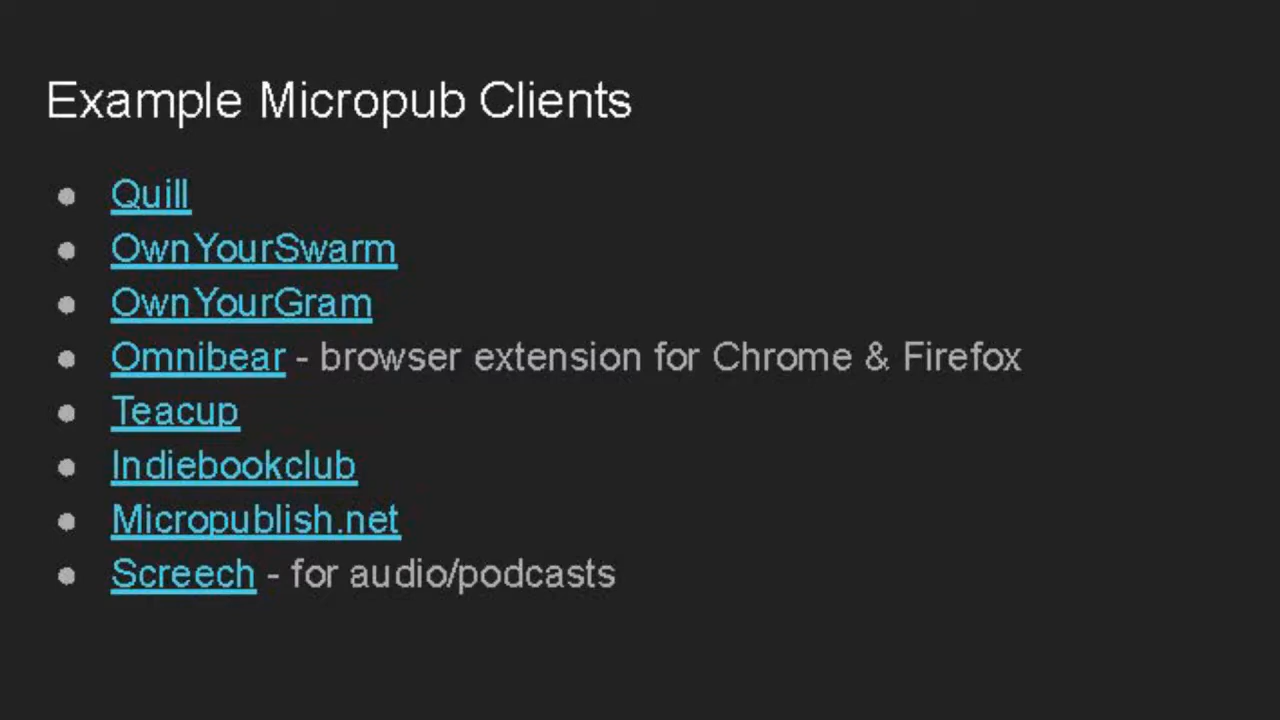 Example Micropub Clients
● Quill
● OwnYourSwarm
● OwnYourGram
● Omnibear - browser extension for Chrome & Firefox
● Teacup
● Indiebookclub
● Micropublish.net
● Screech - for audio/podcasts